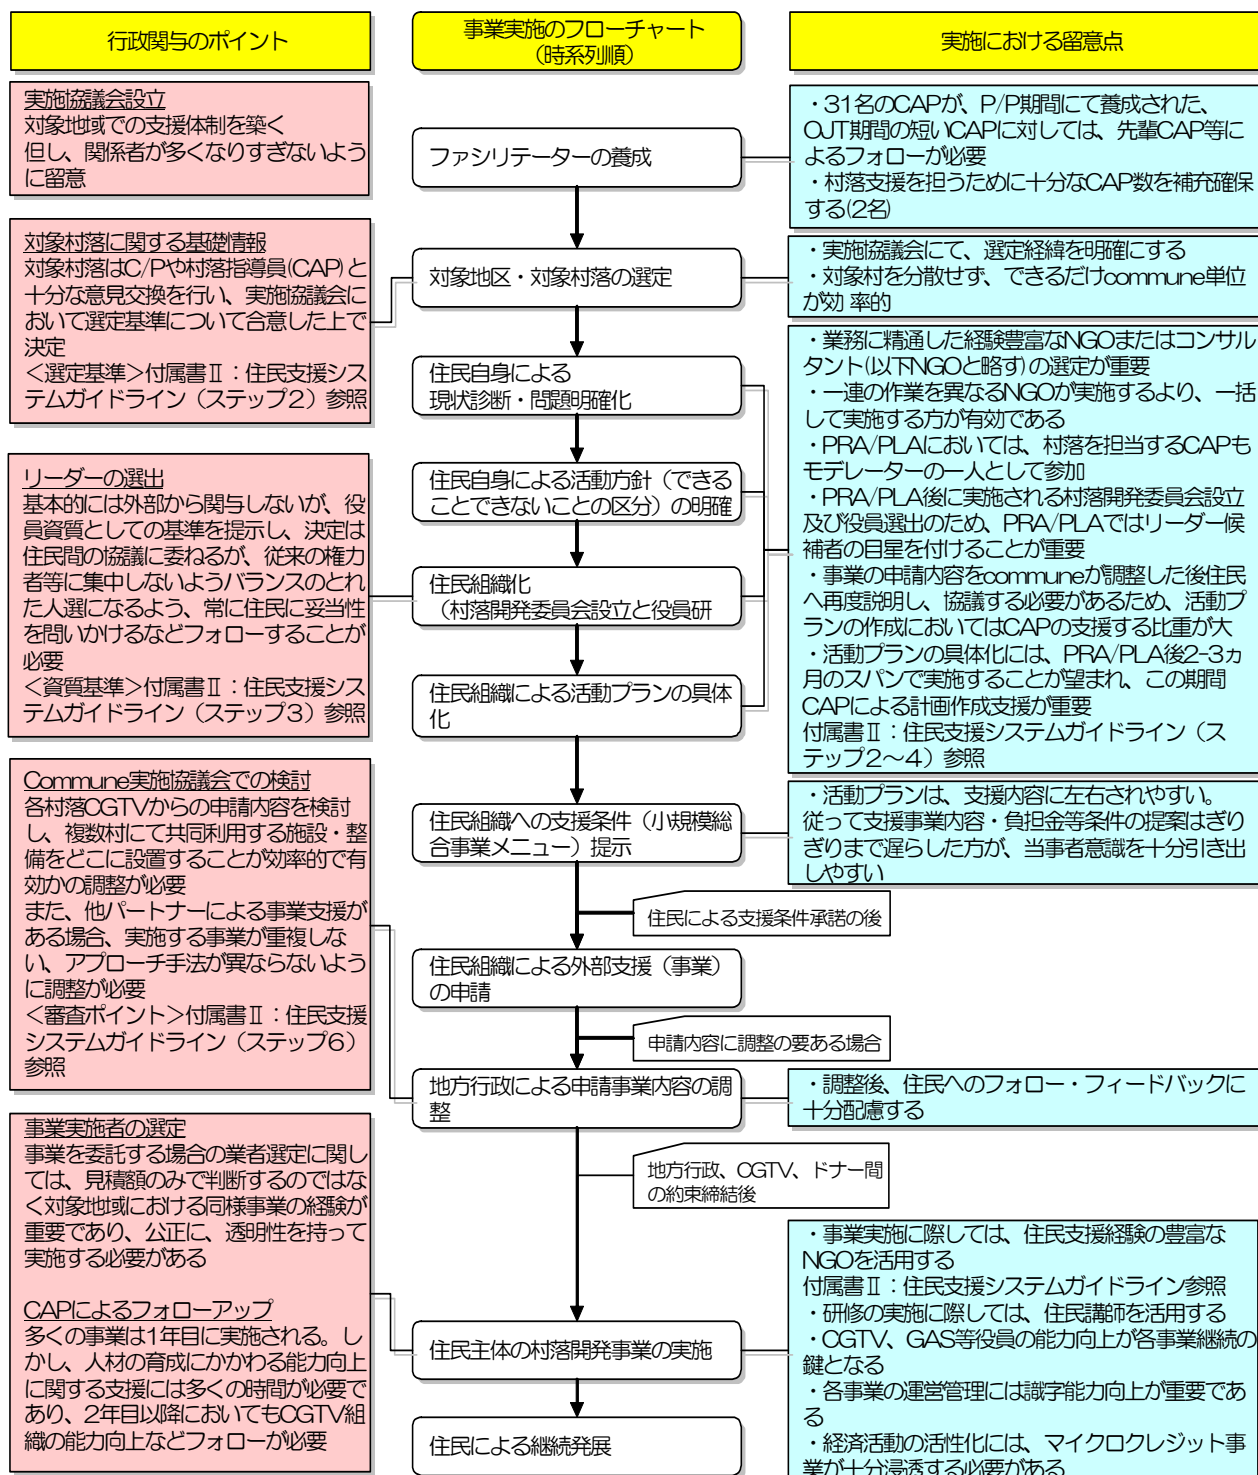 行政関与のポイント
実施協議会設立
対象地域での支援体制を築く
但し、関係者が多くなりすぎないよう
に留意
対象村落に関する基礎情報
対象村落はC/Pや村落指導員(CAP)と
十分な意見交換を行い、実施協議会に
おいて選定基準について合意した上で
決定
＜選定基準＞付属書Ⅱ：住民支援シス
テムガイドライン（ステップ2）参照
リーダーの選出
基本的には外部から関与しないが、役
員資質としての基準を提示し、決定は
住民間の協議に委ねるが、従来の権力
者等に集中しないようバランスのとれ
た人選になるよう、常に住民に妥当性
を問いかけるなどフォローすることが
必要
＜資質基準＞付属書Ⅱ：住民支援シス
テムガイドライン（ステップ3）参照
Commune実施協議会での検討
各村落CGTVからの申請内容を検討
し、複数村にて共同利用する施設・整
備をどこに設置することが効率的で有
効かの調整が必要
また、他パートナーによる事業支援が
ある場合、実施する事業が重複しな
い、アプローチ手法が異ならないよう
に調整が必要
＜審査ポイント＞付属書Ⅱ：住民支援
システムガイドライン（ステップ6）
参照
事業実施者の選定
事業を委託する場合の業者選定に関し
ては、見積額のみで判断するのではな
く対象地域における同様事業の経験が
重要であり、公正に、透明性を持って
実施する必要がある
CAPによるフォローアップ
多くの事業は1年目に実施される。し
かし、人材の育成にかかわる能力向上
に関する支援には多くの時間が必要で
あり、2年目以降においてもCGTV組
織の能力向上などフォローが必要
事業実施のフローチャート
（時系列順）
ファシリテーターの養成
対象地区・対象村落の選定
住民自身による
現状診断・問題明確化
住民自身による活動方針（できる
ことできないことの区分）の明確
住民組織化
（村落開発委員会設立と役員研
住民組織による活動プランの具体
化
住民組織への支援条件（小規模総
合事業メニュー）提示
住民による支援条件承諾の後
住民組織による外部支援（事業）
の申請
申請内容に調整の要ある場合
地方行政による申請事業内容の調
整
地方行政、CGTV、ドナー間
の約束締結後
住民主体の村落開発事業の実施
住民による継続発展
実施における留意点
・31名のCAPが、P/P期間にて養成された、
OJT期間の短いCAPに対しては、先輩CAP等
によるフォローが必要
・村落支援を担うために十分なCAP数を補充確保
する(2名)
・実施協議会にて、選定経緯を明確にする
・対象村を分散せず、できるだけcommune単位
が効 率的
・業務に精通した経験豊富なNGOまたはコンサル
タント(以下NGOと略す)の選定が重要
・一連の作業を異なるNGOが実施するより、一括
して実施する方が有効である
・PRA/PLAにおいては、村落を担当するCAPも
モデレーターの一人として参加
・PRA/PLA後に実施される村落開発委員会設立
及び役員選出のため、PRA/PLAではリーダー候
補者の目星を付けることが重要
・事業の申請内容をcommuneが調整した後住民
へ再度説明し、協議する必要があるため、活動プ
ランの作成においてはCAPの支援する比重が大
・活動プランの具体化には、PRA/PLA後2-3ヵ
月のスパンで実施することが望まれ、この期間
CAPによる計画作成支援が重要
付属書Ⅱ：住民支援システムガイドライン（ス
テップ2～4）参照
・活動プランは、支援内容に左右されやすい。
従って支援事業内容・負担金等条件の提案はぎり
ぎりまで遅らした方が、当事者意識を十分引き出
しやすい
・調整後、住民へのフォロー・フィードバックに
十分配慮する
・事業実施に際しては、住民支援経験の豊富な
NGOを活用する
付属書Ⅱ：住民支援システムガイドライン参照
・研修の実施に際しては、住民講師を活用する
・CGTV、GAS等役員の能力向上が各事業継続の
鍵となる
・各事業の運営管理には識字能力向上が重要であ
る
・経済活動の活性化には、マイクロクレジット事
業が十分浸透する必要がある